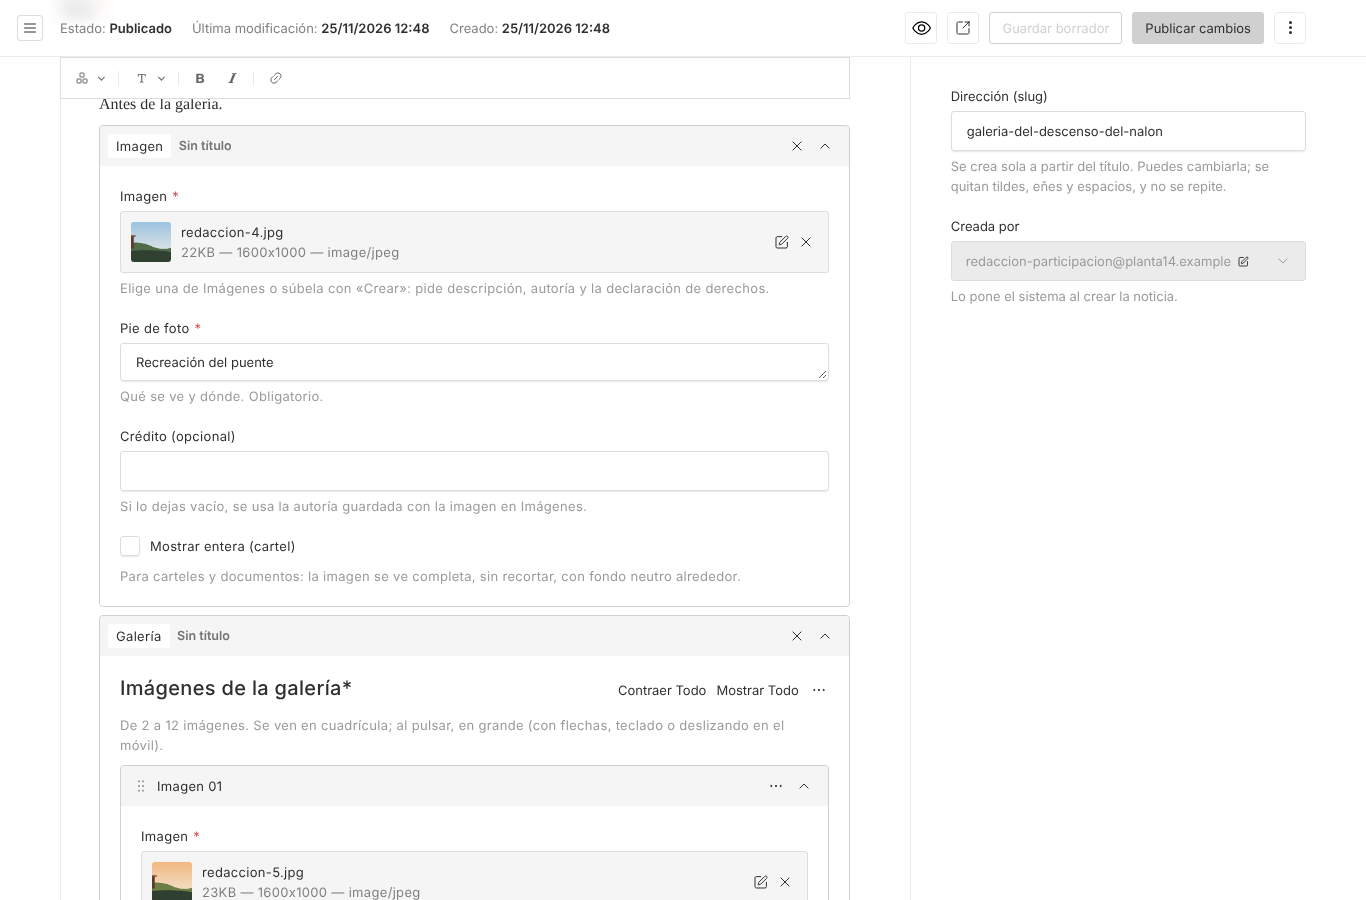 Estado: Publicado Última modificación: 25/11/2026 12:48 Creado: 25/11/2026 12:48
Guardar borrador
Publicar cambios
T B I
Antes de la galería.
Imagen Sin título
Imagen *
redaccion-4.jpg
22KB — 1600x1000 — image/jpeg
Elige una de Imágenes o súbela con «Crear»: pide descripción, autoría y la declaración de derechos.
Pie de foto *
Recreación del puente
Qué se ve y dónde. Obligatorio.
Crédito (opcional)
Si lo dejas vacío, se usa la autoría guardada con la imagen en Imágenes.
Mostrar entera (cartel)
Para carteles y documentos: la imagen se ve completa, sin recortar, con fondo neutro alrededor.
Galería Sin título
Imágenes de la galería*
Contraer Todo Mostrar Todo
De 2 a 12 imágenes. Se ven en cuadrícula; al pulsar, en grande (con flechas, teclado o deslizando en el
móvil).
Imagen 01
Imagen *
redaccion-5.jpg
23KB — 1600x1000 — image/jpeg
Dirección (slug)
galeria-del-descenso-del-nalon
Se crea sola a partir del título. Puedes cambiarla; se
quitan tildes, eñes y espacios, y no se repite.
Creada por
redaccion-participacion@planta14.example
Lo pone el sistema al crear la noticia.